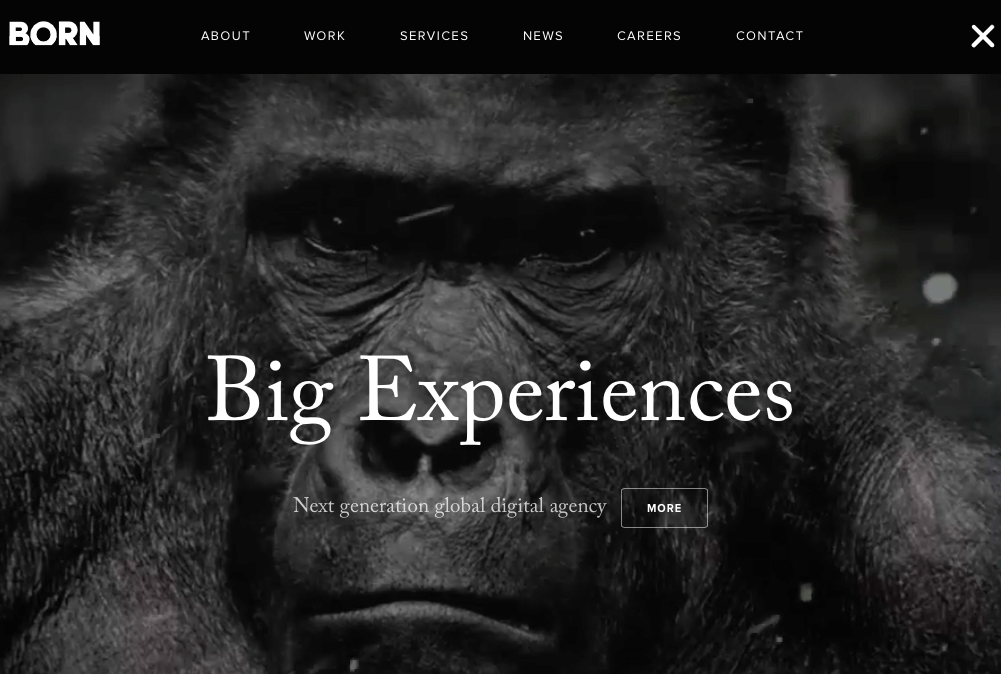 BORN
ABOUT WORK SERVICES NEWS CAREERS CONTACT
Big Experiences
Next generation global digital agency
MORE